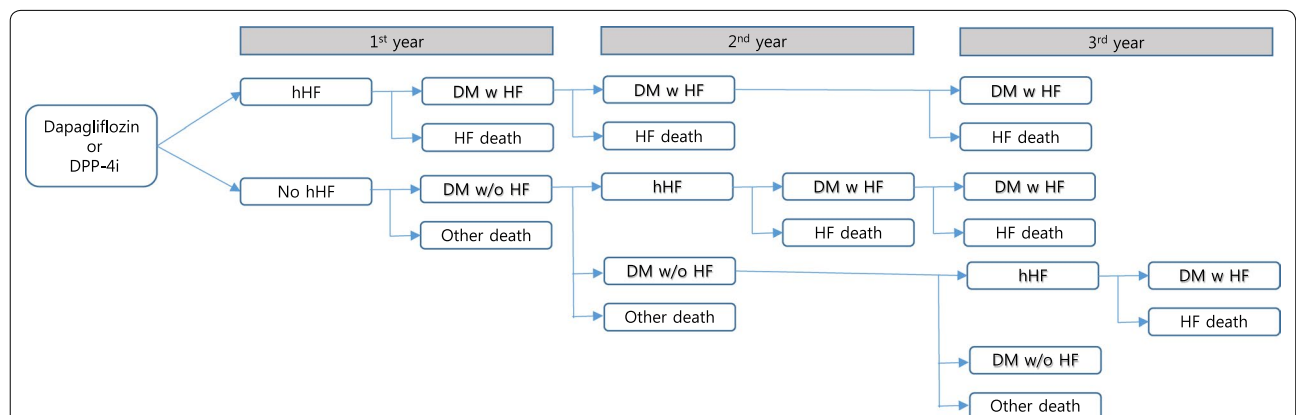 1st year
2nd year
3rd year
hHF
DM w HF
DM w HF
DM w HF
Dapagliflozin
or
DPP-4i
HF death
HF death
HF death
No hHF
DM w/o HF
hHF
DM w HF
DM w HF
Other death
HF death
HF death
DM w/o HF
hHF
DM w HF
Other death
HF death
DM w/o HF
Other death